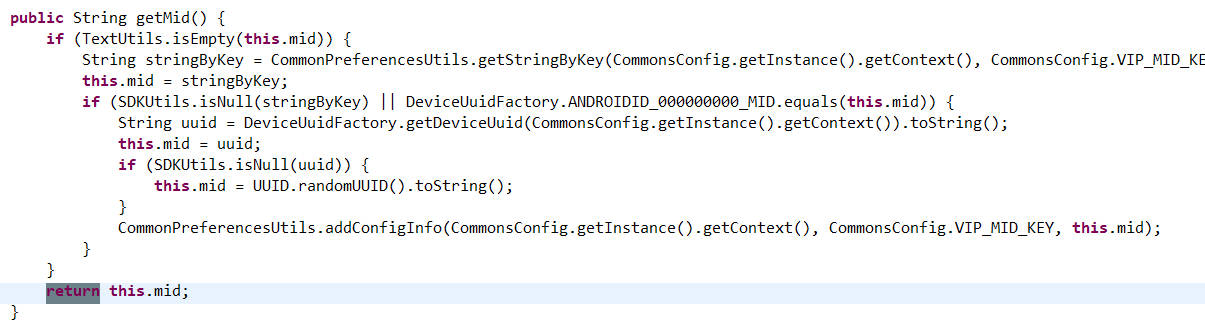 public String getMid() {
if (TextUtils.isEmpty(this.mid)) {
String stringByKey = CommonPreferencesUtils.getStringByKey(CommonsConfig.getInstance().getContext(), CommonsConfig.VIP_MID_KE
this.mid = stringByKey;
if (SDKUtils.isNull(stringByKey) || DeviceUuidFactory.ANDROIDID_000000000_MID.equals(this.mid)) {
String uuid = DeviceUuidFactory.getDeviceUuid(CommonsConfig.getInstance().getContext()).toString();
this.mid = uuid;
if (SDKUtils.isNull(uuid)) {
this.mid = UUID.randomUUID().toString();
}
CommonPreferencesUtils.addConfigInfo(CommonsConfig.getInstance().getContext(), CommonsConfig.VIP_MID_KEY, this.mid);
}
}
return this.mid;
}